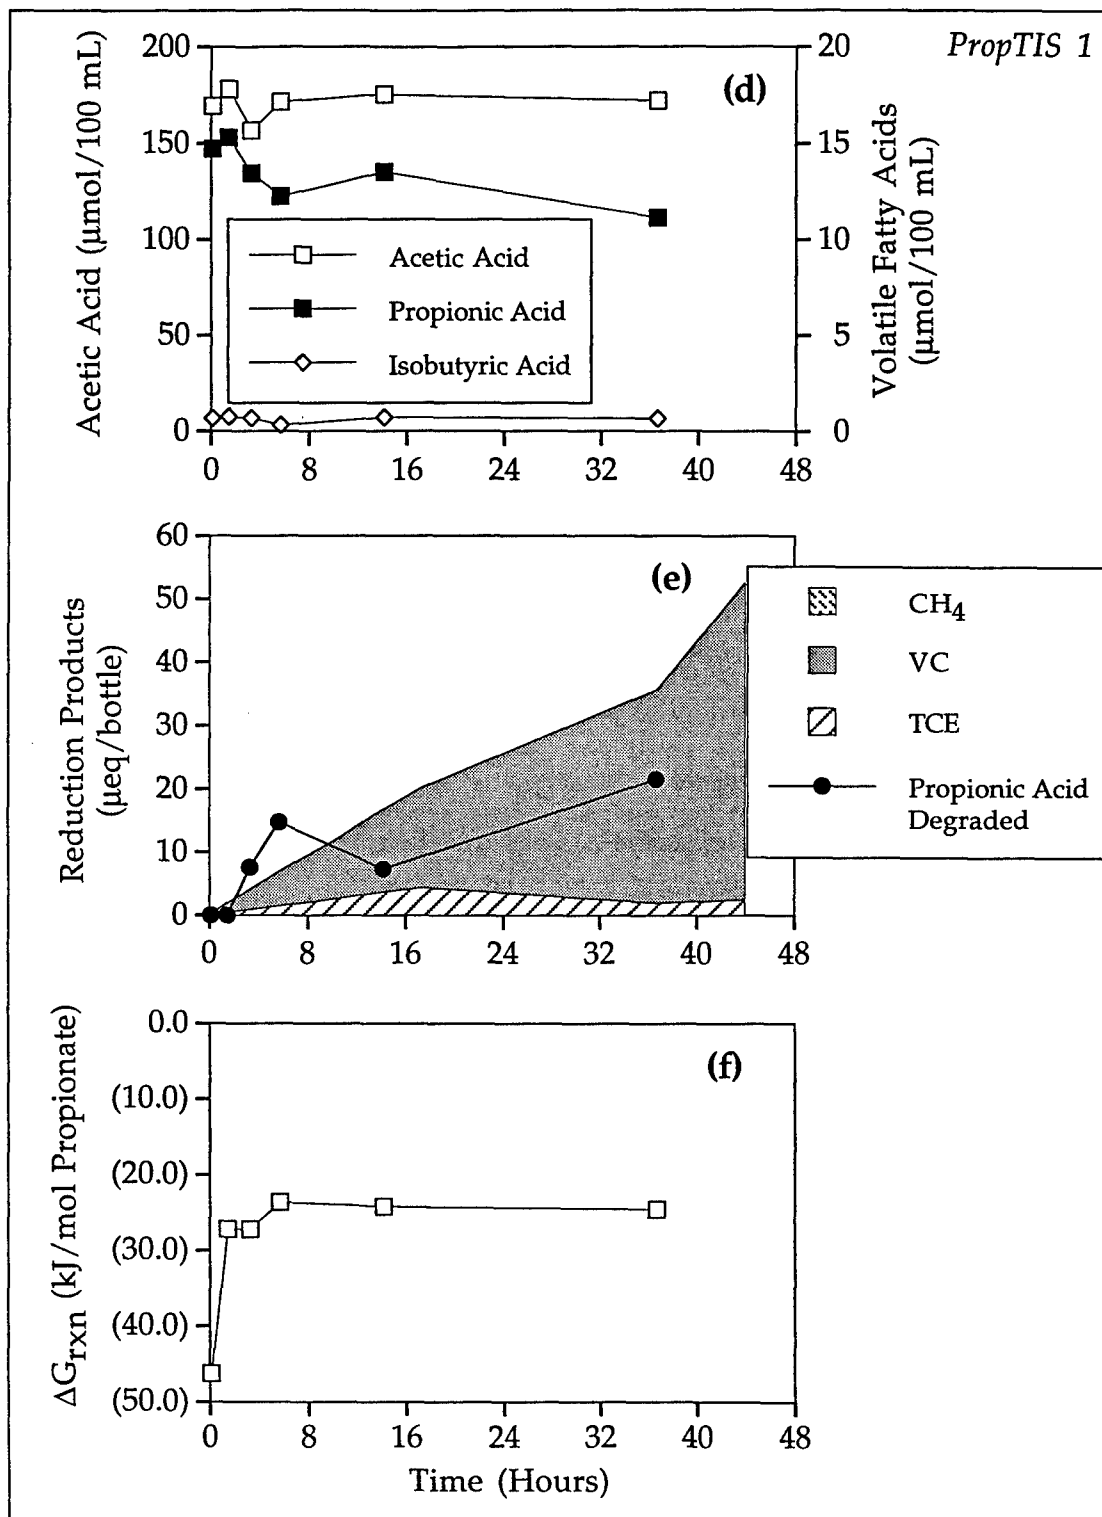 PropTIS 1
(d)
Acetic Acid (µmol/100 mL)
200
150
100
50
0
Volatile Fatty Acids
(µmol/100 mL)
20
15
10
5
0
Acetic Acid
Propionic Acid
Isobutyric Acid
0 8 16 24 32 40 48
(e)
Reduction Products
(µeq/bottle)
60
50
40
30
20
10
0
CH4
VC
TCE
Propionic Acid
Degraded
0 8 16 24 32 40 48
(f)
ΔGrxn (kJ/mol Propionate)
0.0
(10.0)
(20.0)
(30.0)
(40.0)
(50.0)
0 8 16 24 32 40 48
Time (Hours)